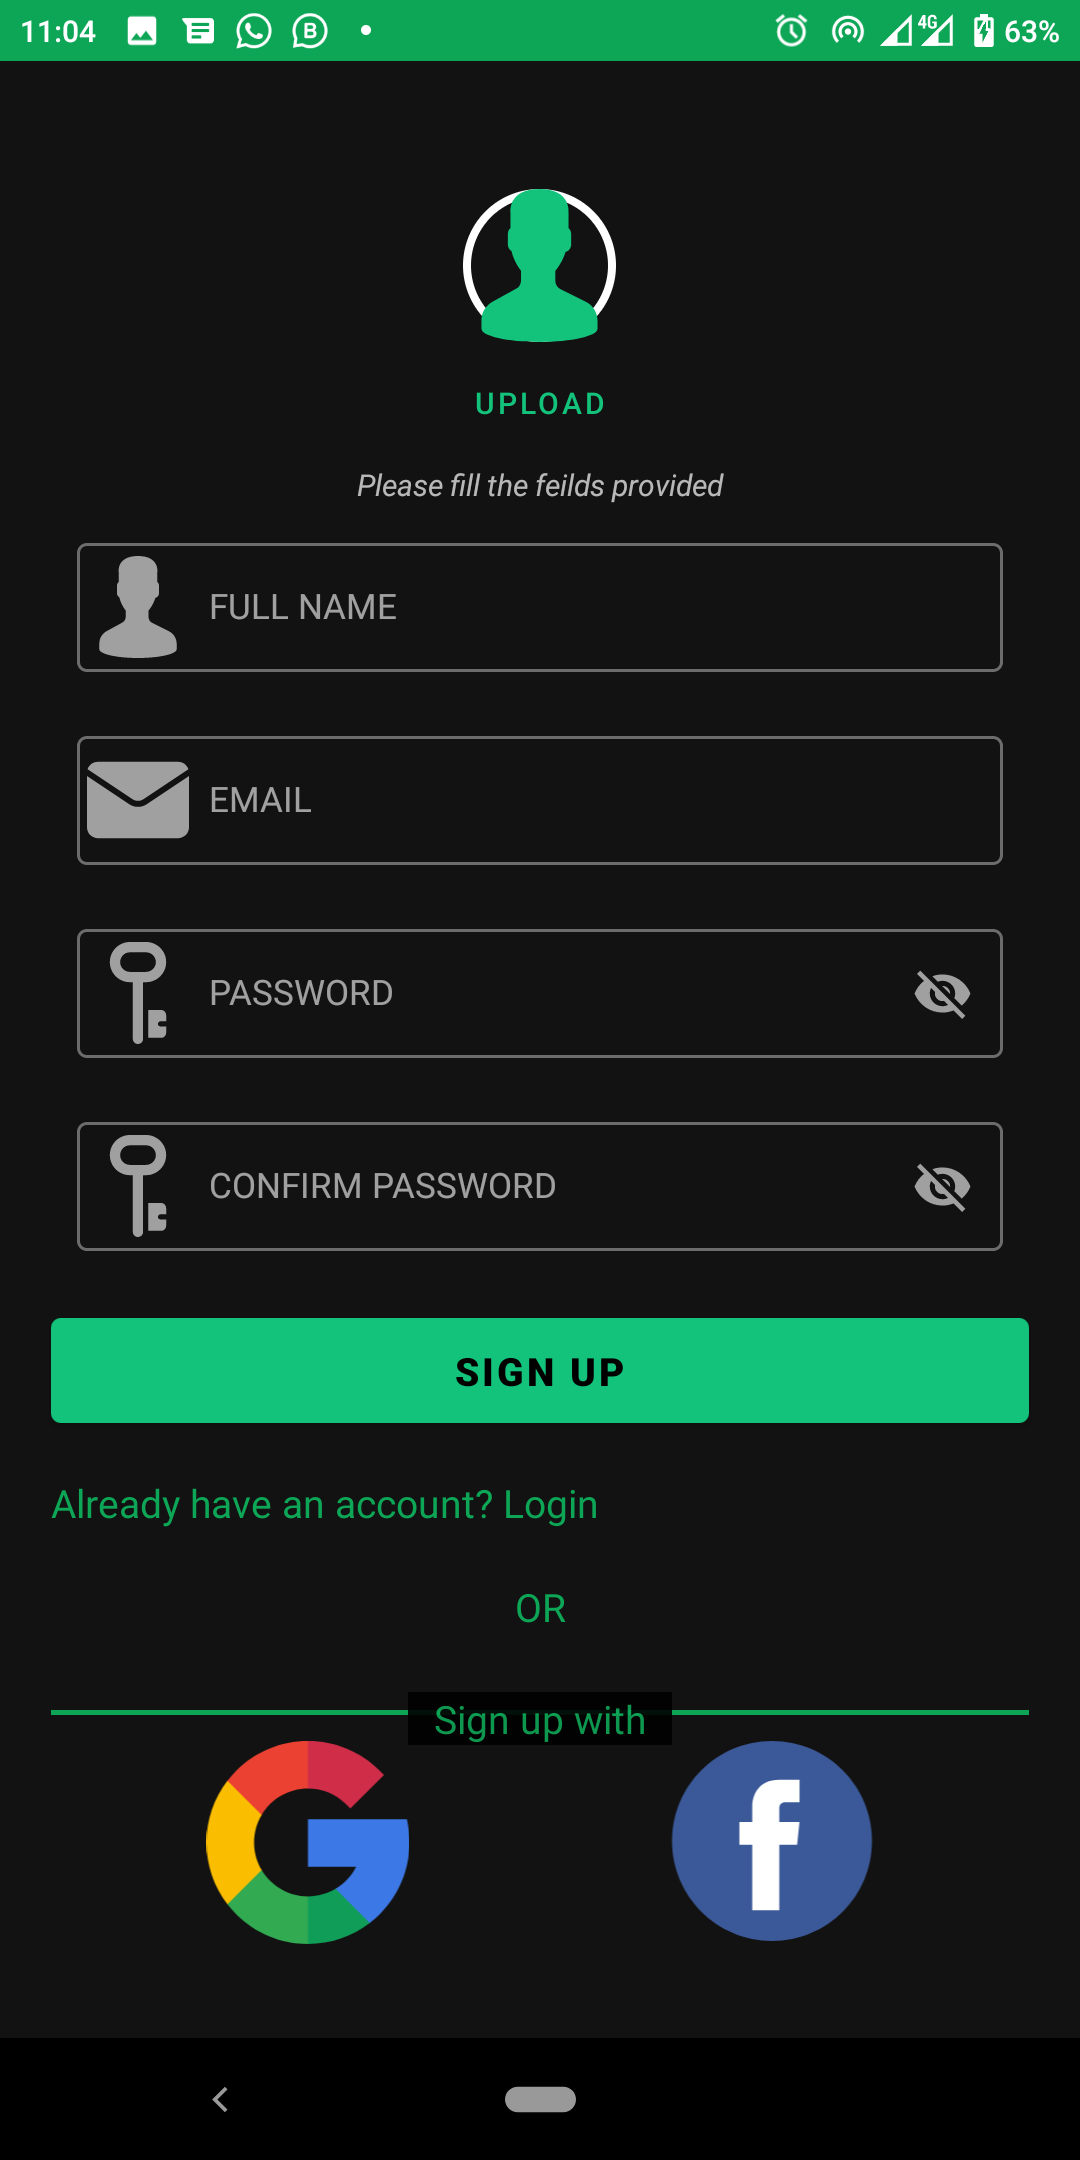 11:04 B 4G 63%
UPLOAD
Please fill the feilds provided
FULL NAME
EMAIL
PASSWORD
CONFIRM PASSWORD
SIGN UP
Already have an account? Login
OR
Sign up with